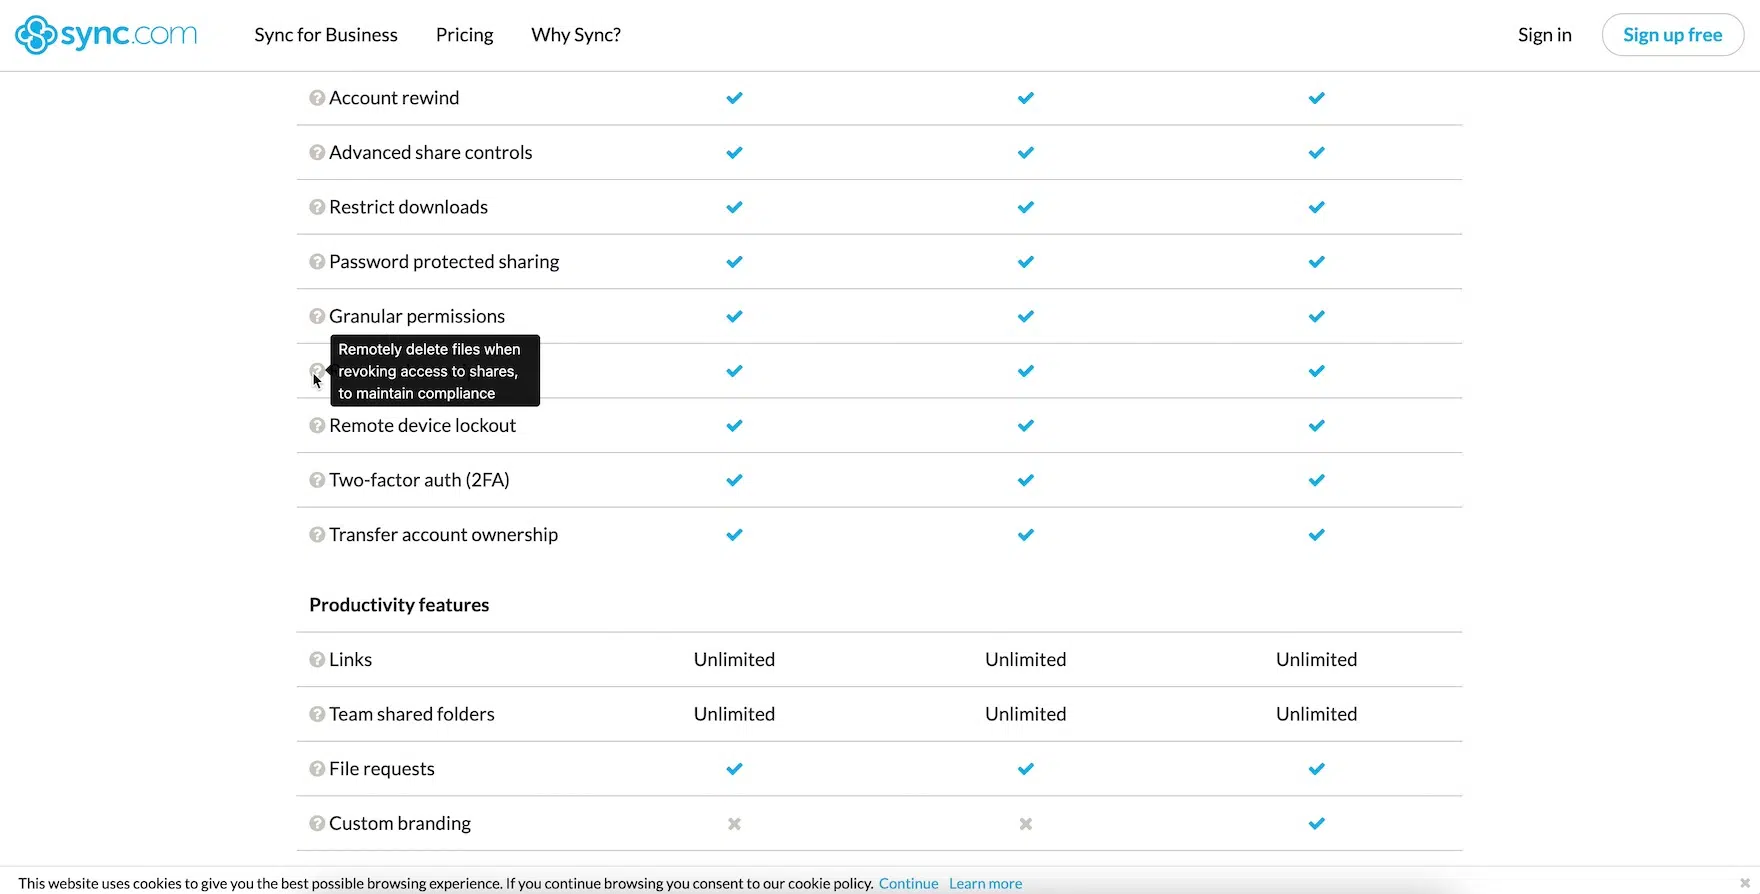 sync.com Sync for Business Pricing Why Sync? Sign in Sign up free
Account rewind
Advanced share controls
Restrict downloads
Password protected sharing
Granular permissions
Remotely delete files when
revoking access to shares,
to maintain compliance
Remote device lockout
Two-factor auth (2FA)
Transfer account ownership
Productivity features
Links Unlimited Unlimited Unlimited
Team shared folders Unlimited Unlimited Unlimited
File requests
Custom branding
This website uses cookies to give you the best possible browsing experience. If you continue browsing you consent to our cookie policy. Continue Learn more